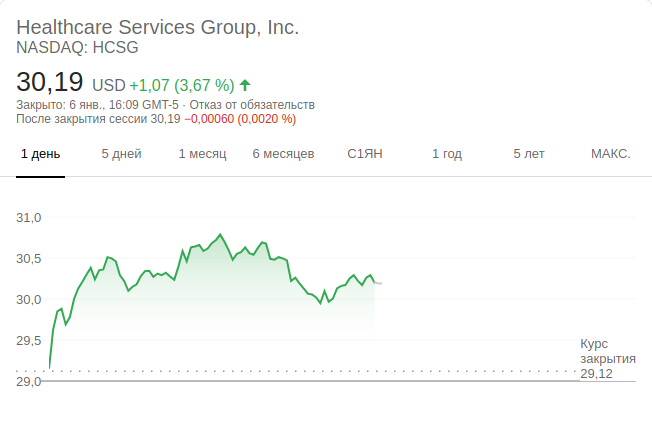 Healthcare Services Group, Inc.
NASDAQ: HCSG
30,19 USD +1,07 (3,67 %)
Закрыто: 6 янв., 16:09 GMT-5 · Отказ от обязательств
После закрытия сессии 30,19 −0,00060 (0,0020 %)
1 день 5 дней 1 месяц 6 месяцев С1ЯН 1 год 5 лет МАКС.
31,0
30,5
30,0
29,5
Курс
закрытия
29,12
29,0